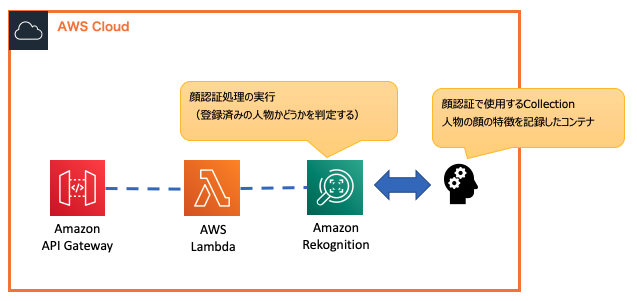 AWS Cloud
顔認証処理の実行
（登録済みの人物かどうかを判定する）
顔認証で使用するCollection
人物の顔の特徴を記録したコンテナ
Amazon
API Gateway
AWS
Lambda
Amazon
Rekognition